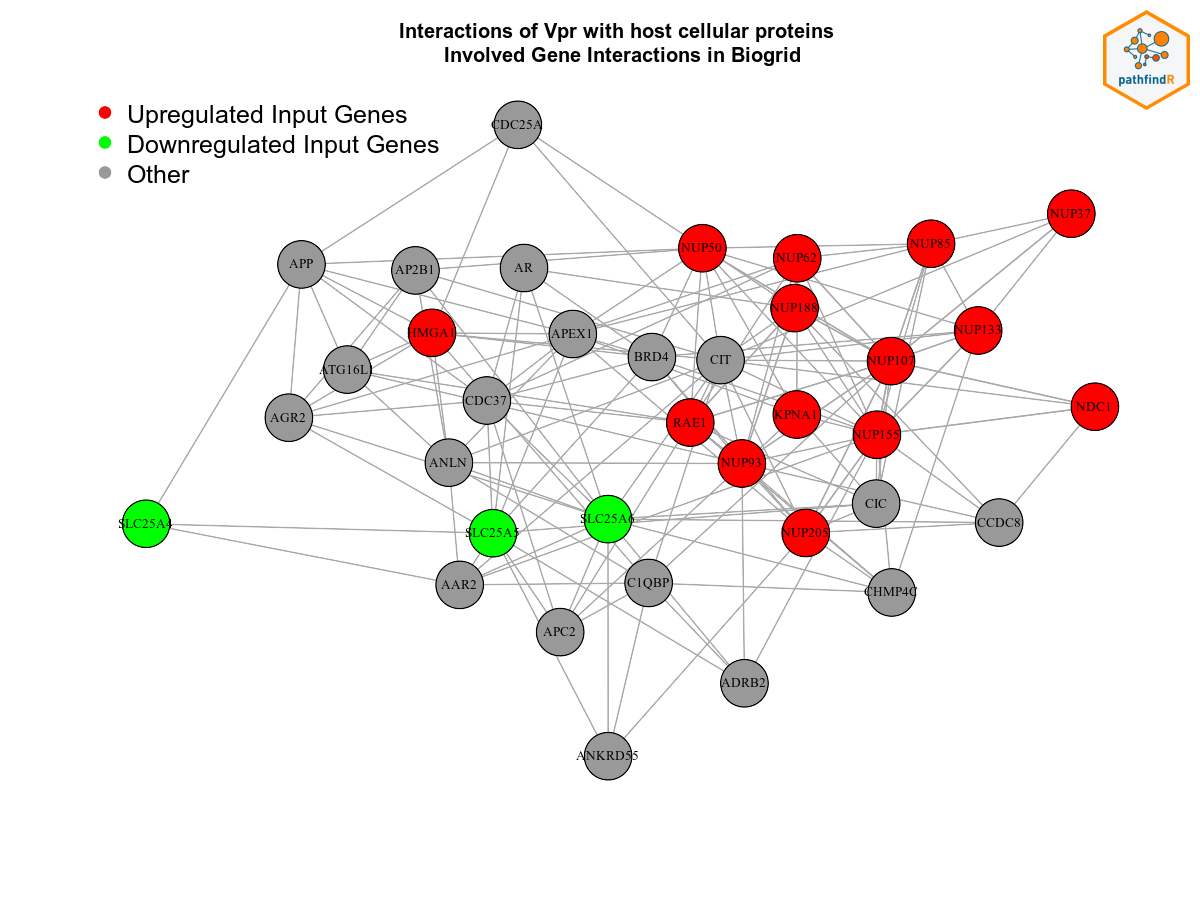 Interactions of Vpr with host cellular proteins
Involved Gene Interactions in Biogrid
pathfindR
Upregulated Input Genes
Downregulated Input Genes
Other
CDC25A
NUP37
NUP85
NUP50
NUP62
APP
AP2B1
AR
NUP188
HMGA1
APEX1
NUP133
BRD4
CIT
NUP107
ATG16L
CDC37
AGR2
RAE1
KPNA1
NDC1
NUP155
ANLN
NUP93
CIC
SLC25A4
SLC25A5
SLC25A6
NUP205
CCDC8
AAR2
C1QBP
CHMP4C
APC2
ADRB2
ANKRD55